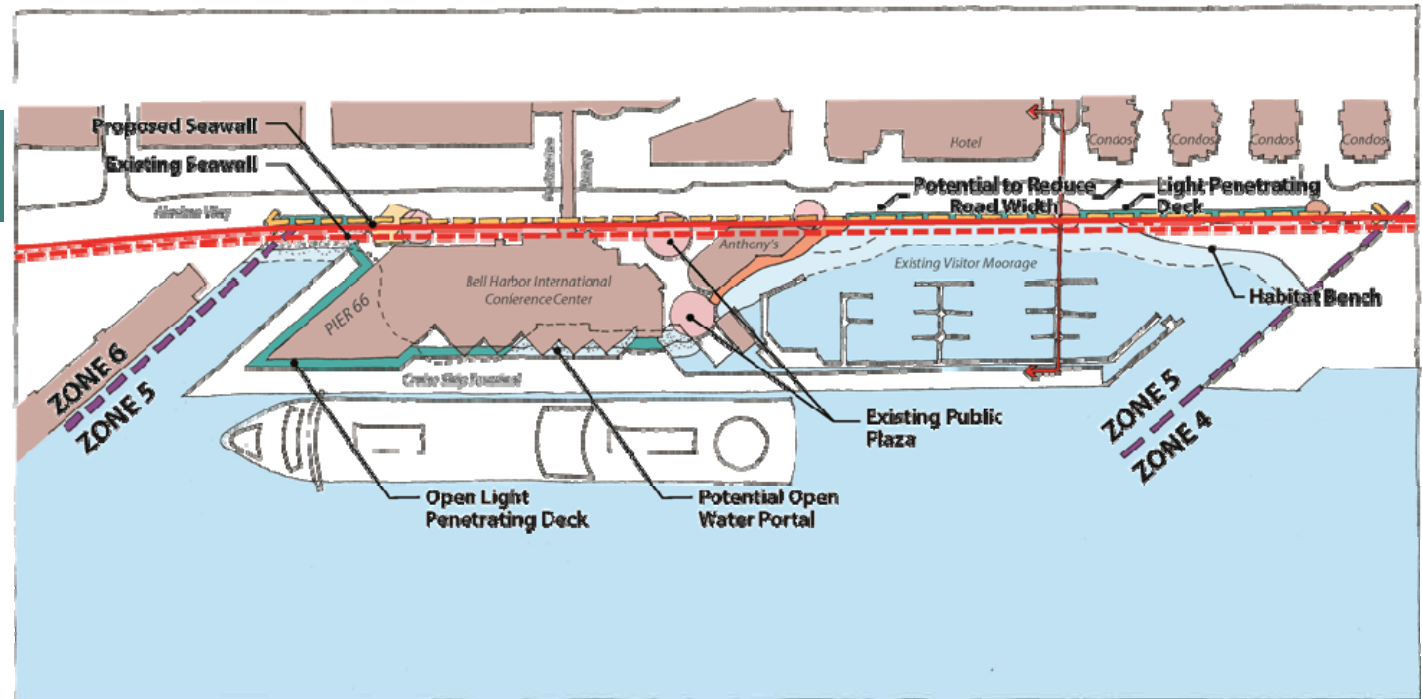 Proposed Seawall
Existing Seawall
Hotel
Condos
Condos
Condos
Condos
Potential to Reduce
Road Width
Light Penetrating
Deck
Alaskan Way
Anthony's
Existing Visitor Moorage
Bell Harbor International
Conference Center
PIER 66
Habitat Bench
Cruise Ship Terminal
ZONE 6
ZONE 5
ZONE 5
ZONE 4
Existing Public
Plaza
Open Light
Penetrating Deck
Potential Open
Water Portal